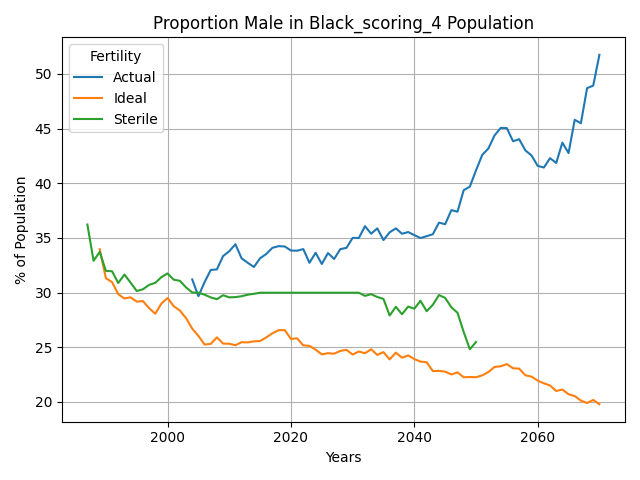 Proportion Male in Black_scoring_4 Population
Fertility
Actual
Ideal
Sterile
% of Population
50
45
40
35
30
25
20
2000
2020
2040
2060
Years